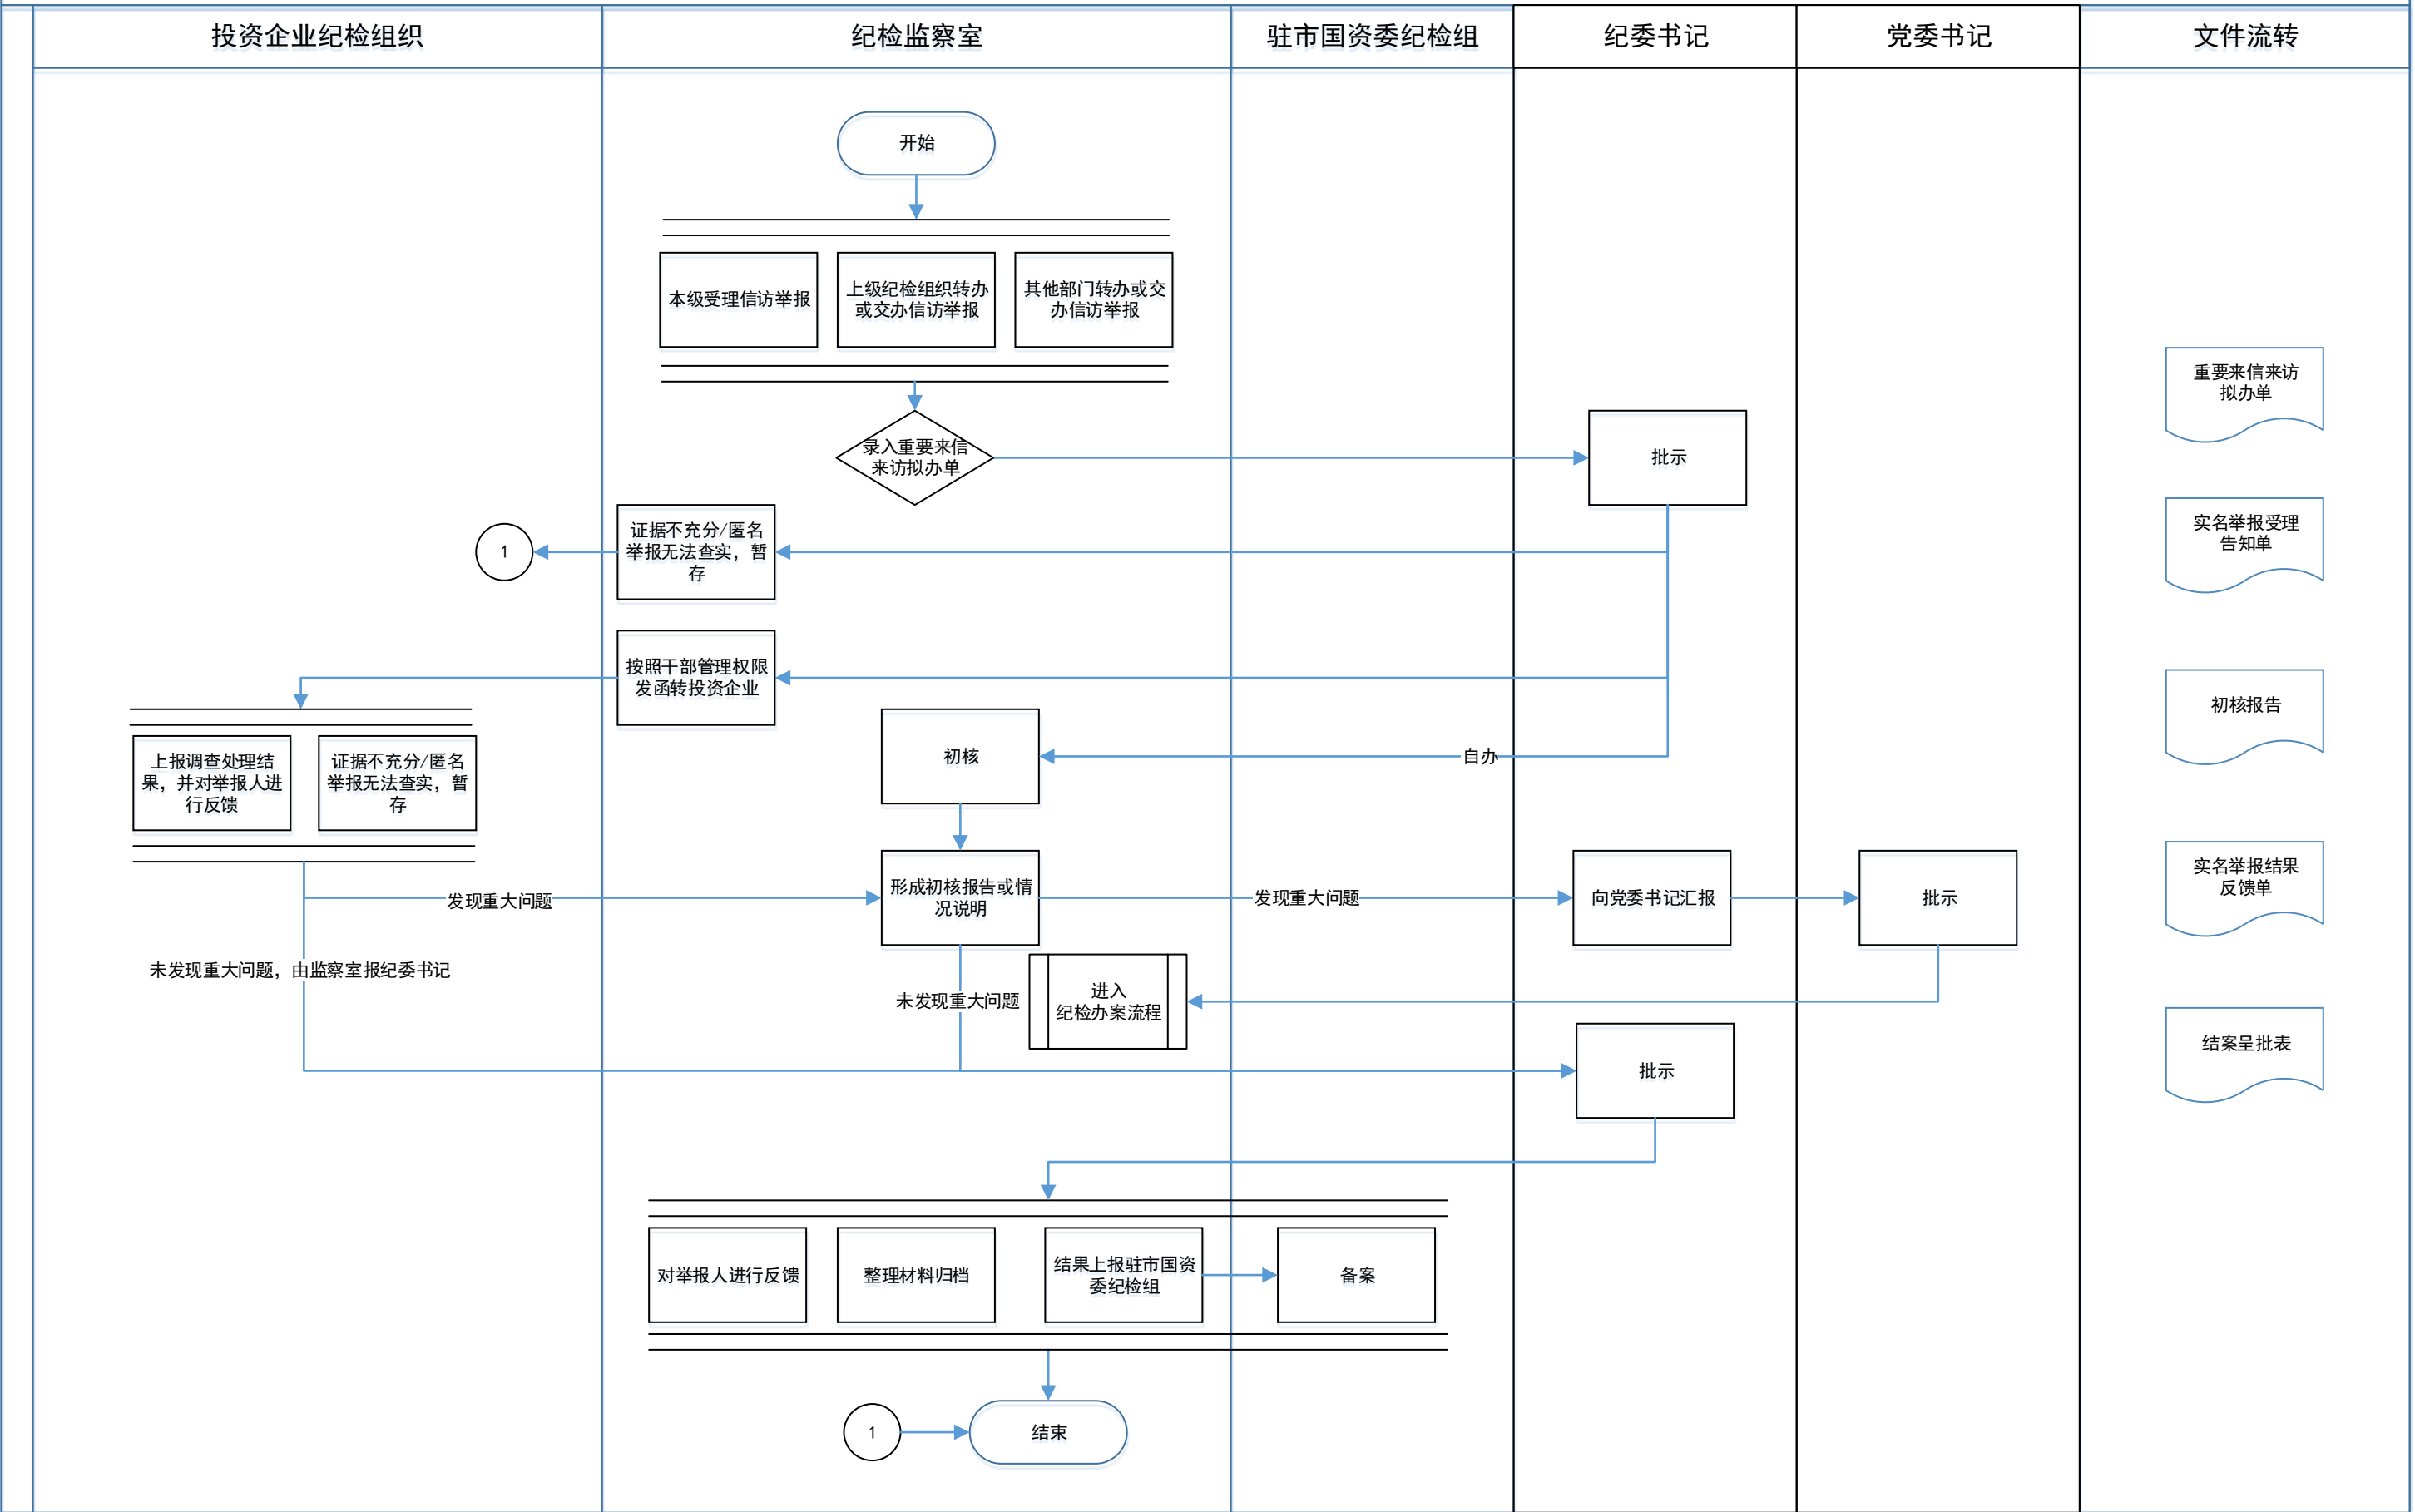 投资企业纪检组织
纪检监察室
驻市国资委纪检组
纪委书记
党委书记
文件流转
开始
本级受理信访举报
上级纪检组织转办
或交办信访举报
其他部门转办或交
办信访举报
重要来信来访
拟办单
录入重要来信
来访拟办单
批示
实名举报受理
告知单
1
证据不充分/匿名
举报无法查实，暂
存
按照干部管理权限
发函转投资企业
初核报告
初核
自办
上报调查处理结
果，并对举报人进
行反馈
证据不充分/匿名
举报无法查实，暂
存
实名举报结果
反馈单
发现重大问题
形成初核报告或情
况说明
发现重大问题
向党委书记汇报
批示
未发现重大问题，由监察室报纪委书记
未发现重大问题
进入
纪检办案流程
结案呈批表
批示
对举报人进行反馈
整理材料归档
结果上报驻市国资
委纪检组
备案
1
结束